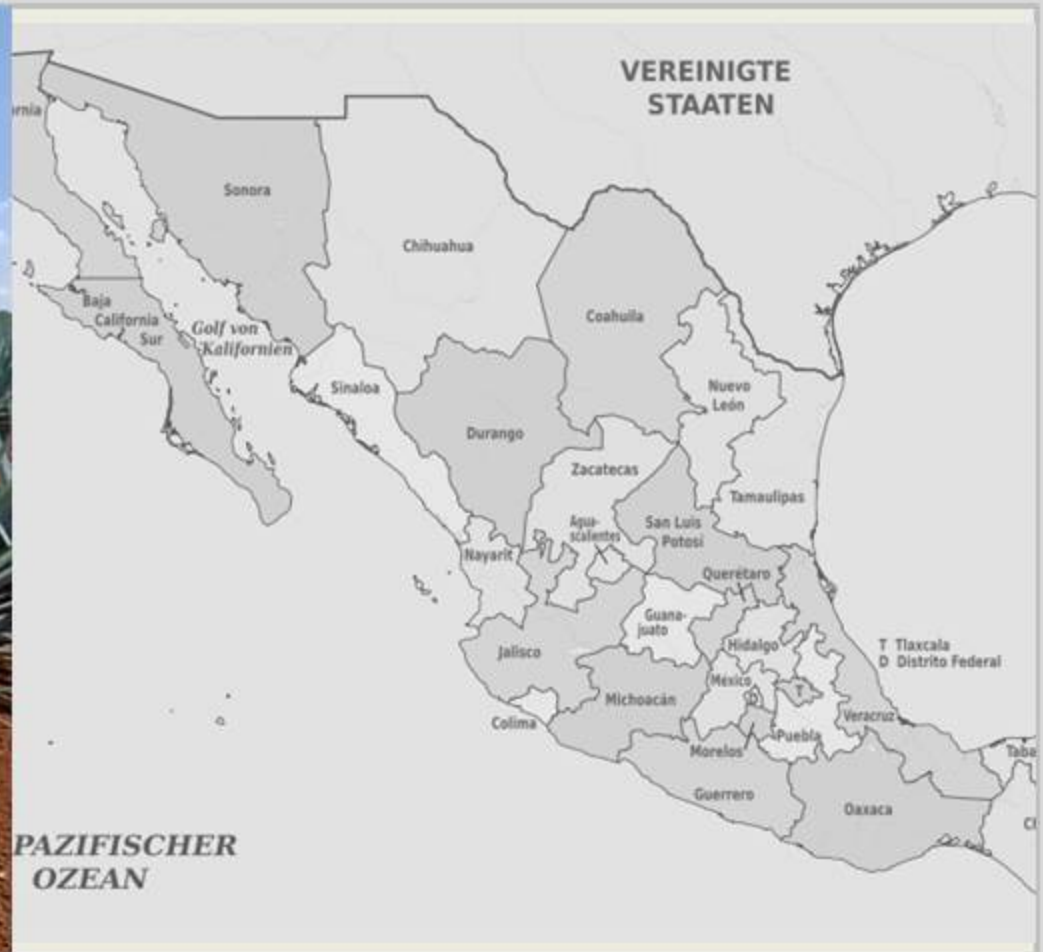 VEREINIGTE
STAATEN
rnia
Sonora
Chihuahua
Baja
California
Sur
Golf von
Kalifornien
Coahuila
Sinaloa
Nuevo
León
Durango
Zacatecas
Tamaulipas
Agua-
scalientes
San Luis
Potosí
Nayarit
Querétaro
Guana-
juato
Hidalgo
T Tlaxcala
D Distrito Federal
Jalisco
México
D
T
Michoacán
Colima
Veracruz
Morelos
Puebla
Taba
Guerrero
Oaxaca
C
PAZIFISCHER
OZEAN